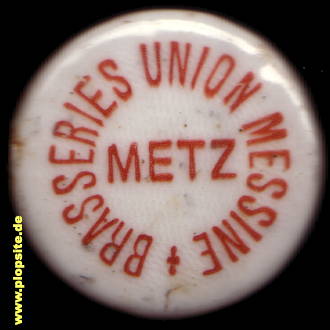 BRASSERIES UNION MESSINE +
METZ
www.plopsite.de